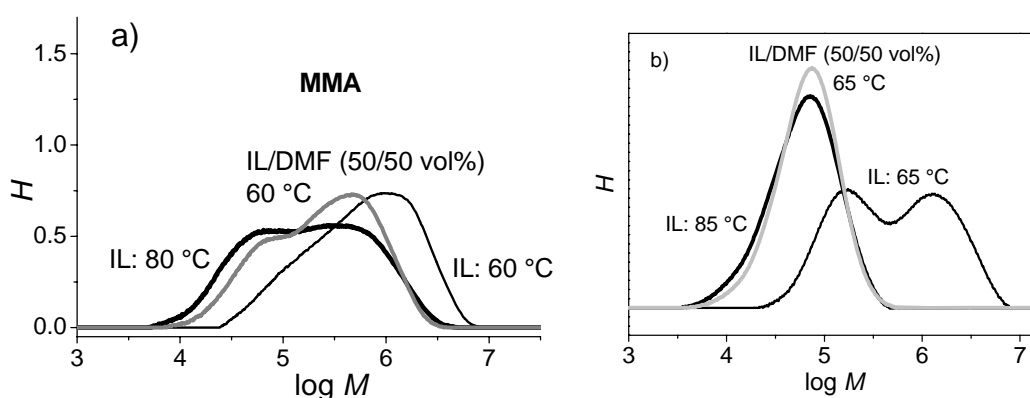 a)
MMA
IL/DMF (50/50 vol%)
60 °C
IL: 80 °C
IL: 60 °C
H
1.5
1.0
0.5
0.0
3 4 5 6 7
log M
b)
IL/DMF (50/50 vol%)
65 °C
IL: 65 °C
IL: 85 °C
H
3 4 5 6 7
log M